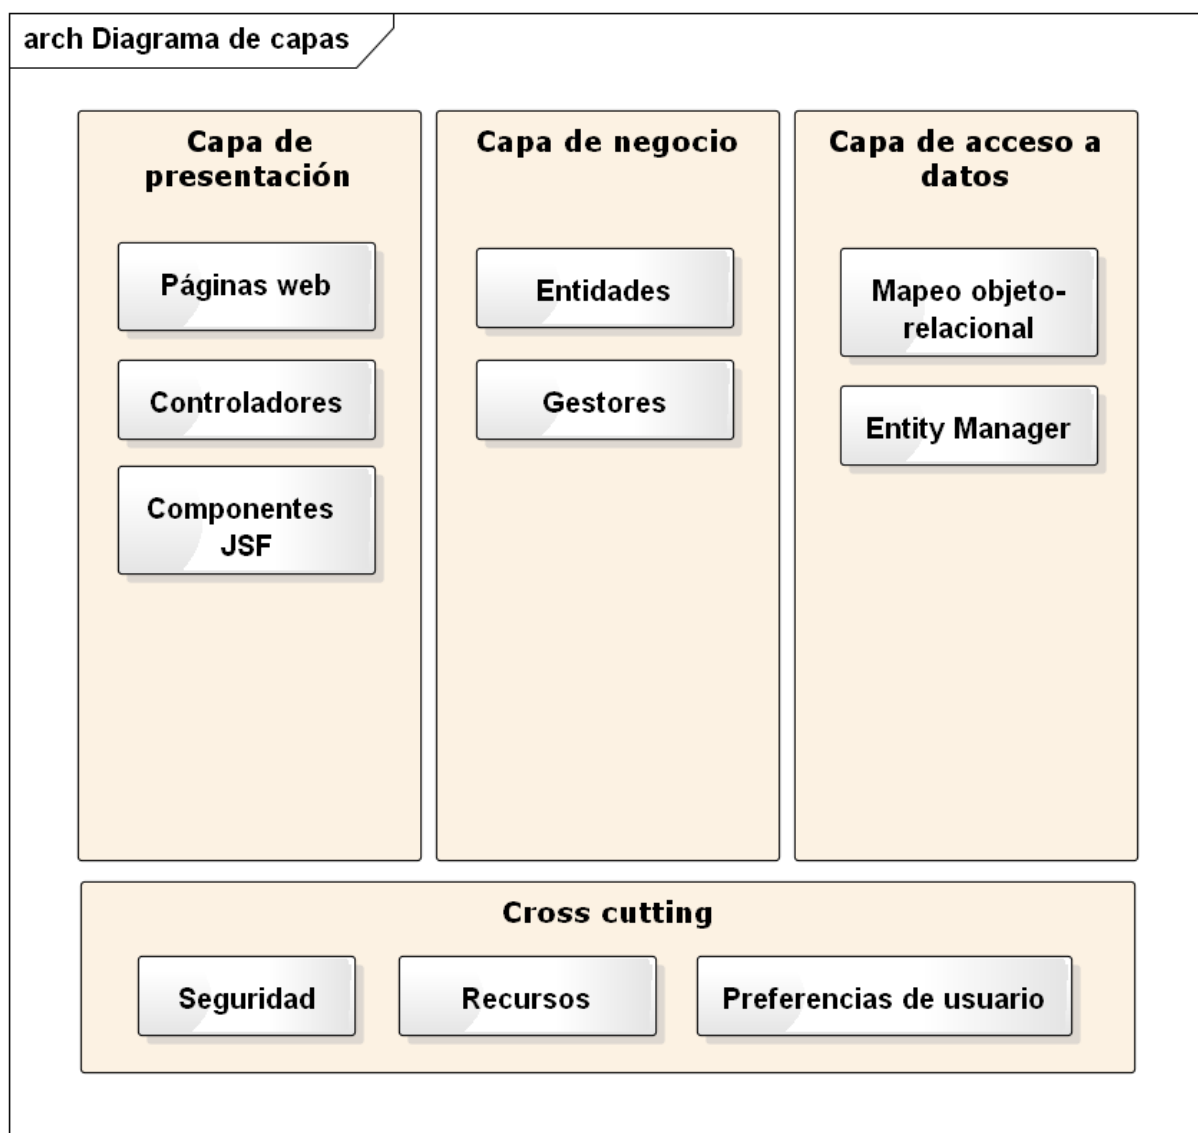 arch Diagrama de capas
Capa de
presentación
Páginas web
Controladores
Componentes
JSF
Capa de negocio
Entidades
Gestores
Capa de acceso a
datos
Mapeo objeto-
relacional
Entity Manager
Cross cutting
Seguridad
Recursos
Preferencias de usuario